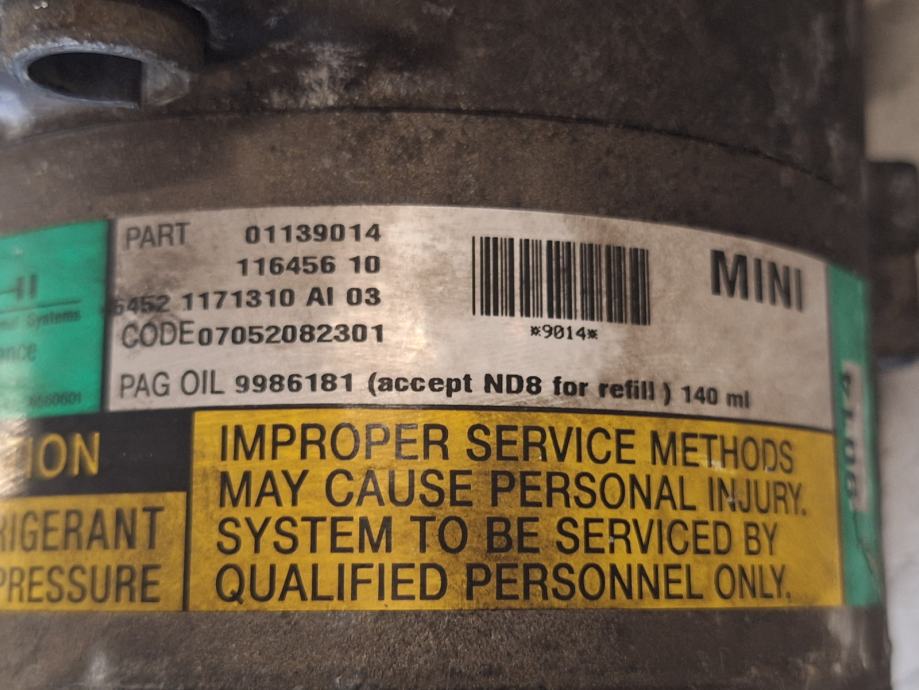 PART 01139014
116456 10
6452 1171310 AI 03
CODE 07052082301
*9014*
MINI
PAG OIL 9986181 (accept ND8 for refill ) 140 ml
9014
ION
RIGERANT
PRESSURE
IMPROPER SERVICE METHODS
MAY CAUSE PERSONAL INJURY.
SYSTEM TO BE SERVICED BY
QUALIFIED PERSONNEL ONLY.